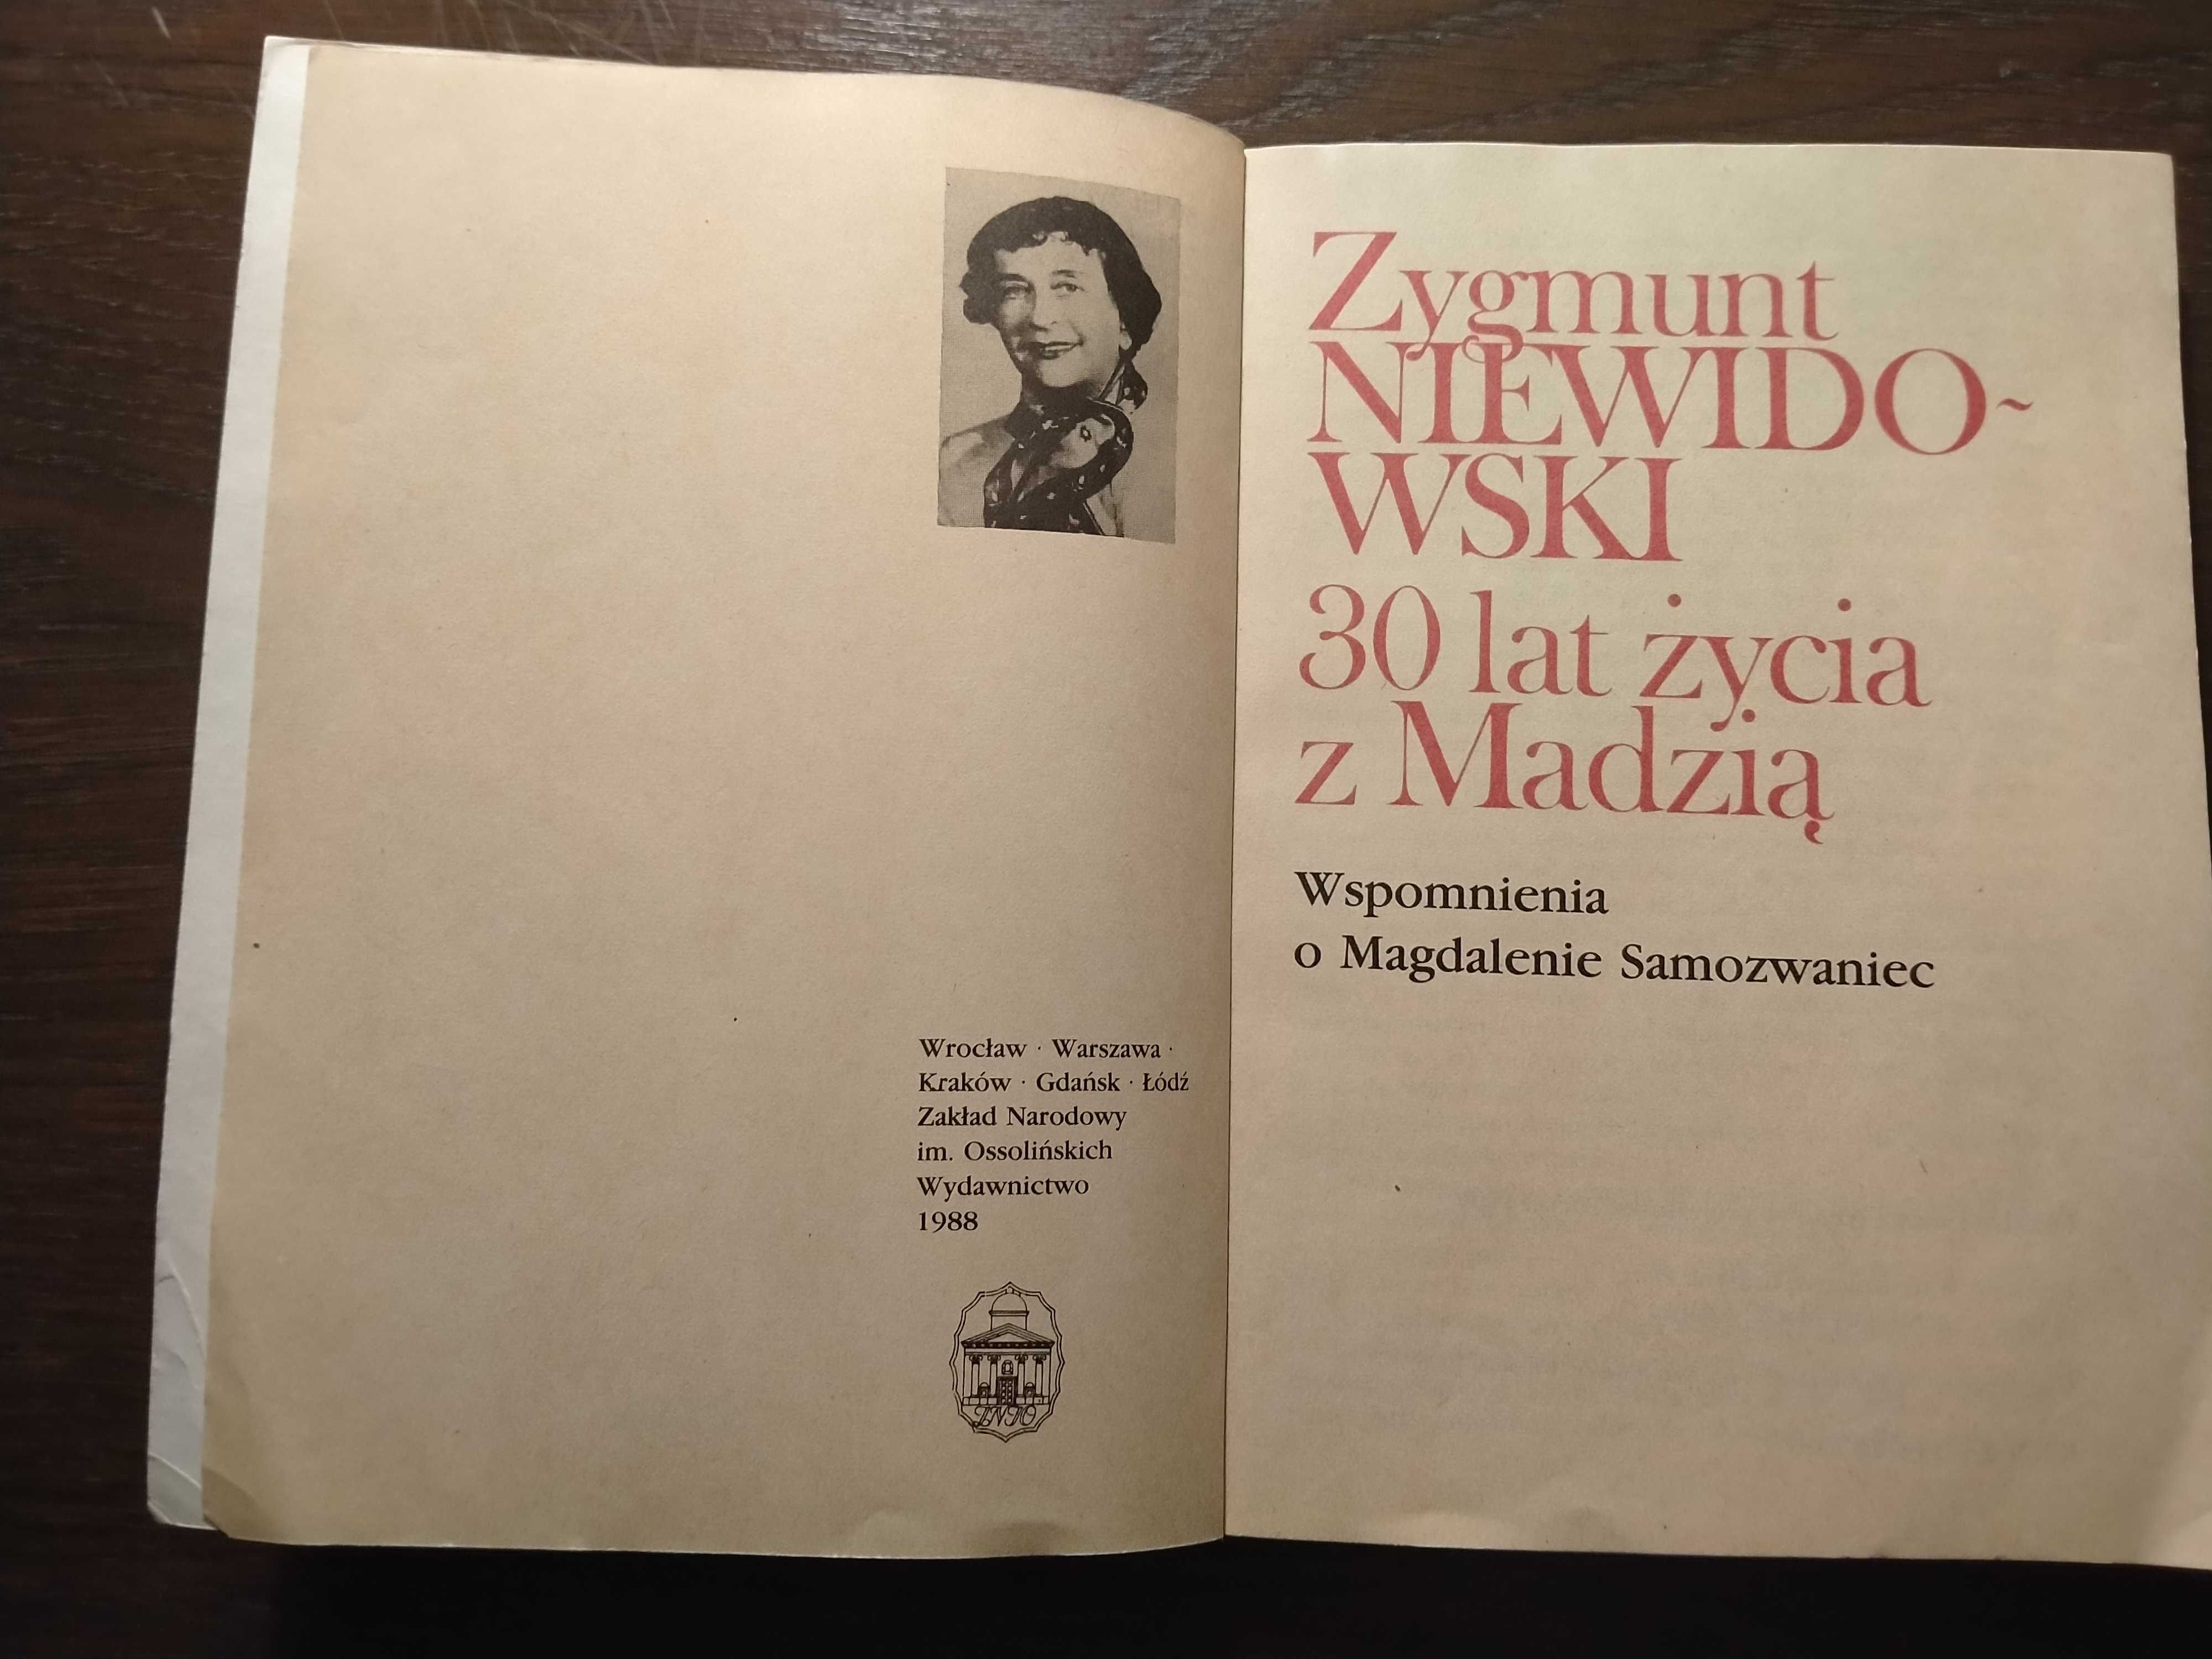 Wrocław · Warszawa ·
Kraków · Gdańsk · Łódź
Zakład Narodowy
im. Ossolińskich
Wydawnictwo
1988
Zygmunt
NIEWIDO-
WSKI
30 lat życia
z Madzią
Wspomnienia
o Magdalenie Samozwaniec